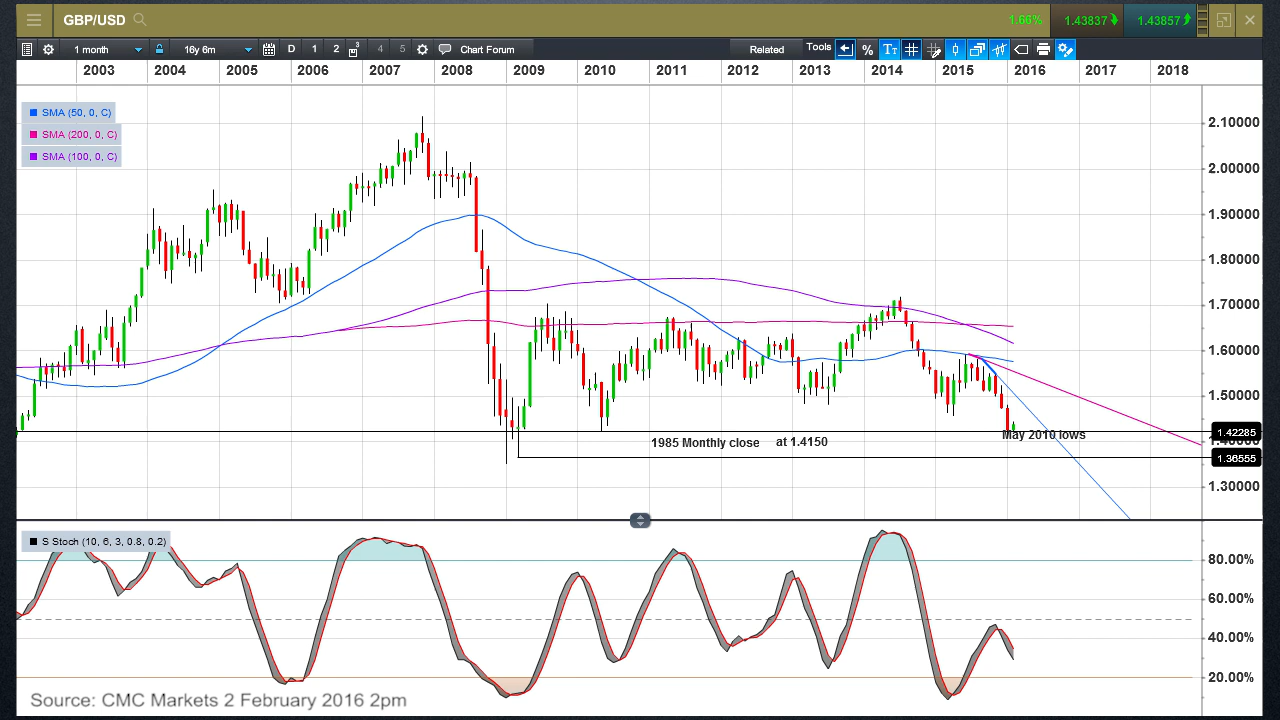 GBP/USD 1.66% 1.43837 1.43857
1 month 16y 6m D 1 2 3 4 5 Chart Forum Related Tools % Tт
2003 2004 2005 2006 2007 2008 2009 2010 2011 2012 2013 2014 2015 2016 2017 2018
SMA (50, 0, C)
SMA (200, 0, C)
SMA (100, 0, C)
2.10000
2.00000
1.90000
1.80000
1.70000
1.60000
1.50000
May 2010 lows
1.42285
1985 Monthly close at 1.4150
1.40000
1.36555
1.30000
S Stoch (10, 6, 3, 0.8, 0.2)
80.00%
60.00%
40.00%
20.00%
Source: CMC Markets 2 February 2016 2pm